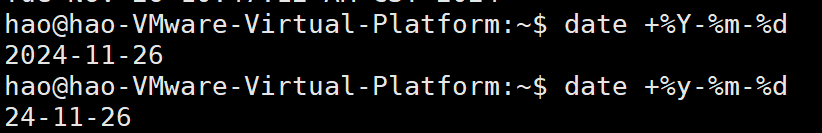 hao@hao-VMware-Virtual-Platform:~$ date +%Y-%m-%d
2024-11-26
hao@hao-VMware-Virtual-Platform:~$ date +%y-%m-%d
24-11-26